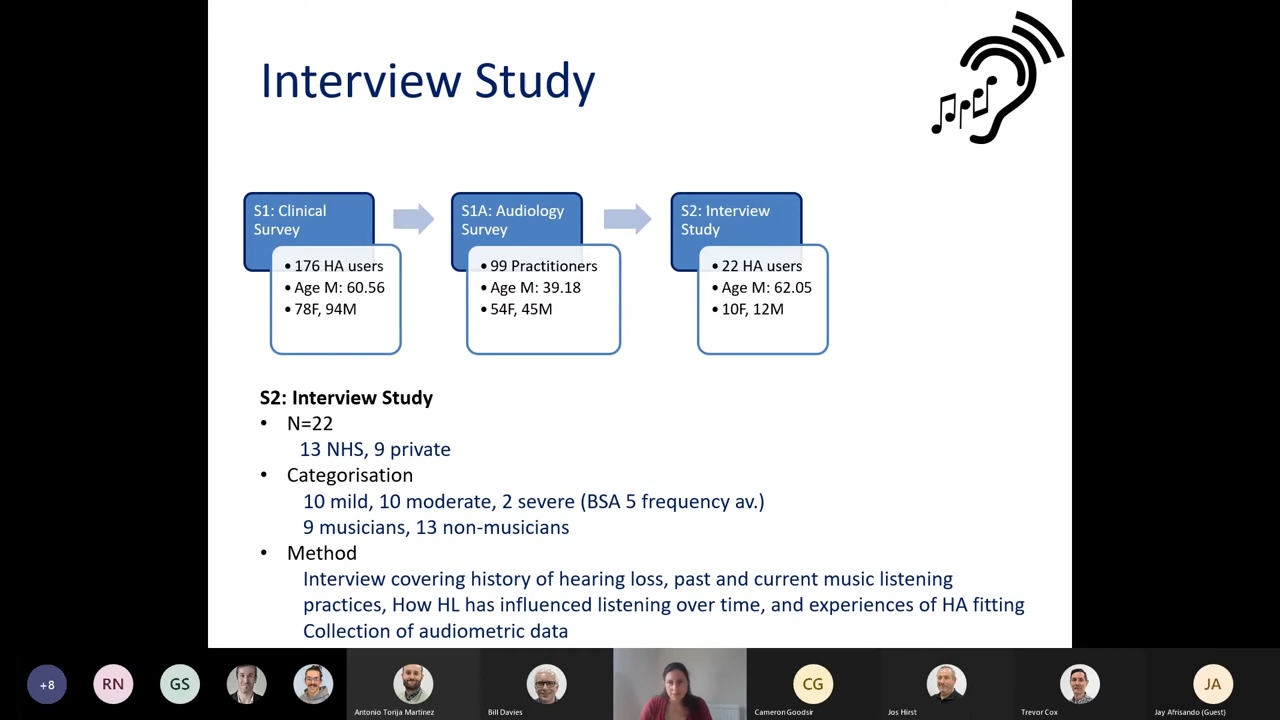 Interview Study
S1: Clinical
Survey
• 176 HA users
• Age M: 60.56
• 78F, 94M
S1A: Audiology
Survey
• 99 Practitioners
• Age M: 39.18
• 54F, 45M
S2: Interview
Study
• 22 HA users
• Age M: 62.05
• 10F, 12M
S2: Interview Study
• N=22
13 NHS, 9 private
• Categorisation
10 mild, 10 moderate, 2 severe (BSA 5 frequency av.)
9 musicians, 13 non-musicians
• Method
Interview covering history of hearing loss, past and current music listening
practices, How HL has influenced listening over time, and experiences of HA fitting
Collection of audiometric data
+8
RN
GS
Antonio Torija Martinez
Bill Davies
CG
Cameron Goodsir
Jos Hirst
Trevor Cox
JA
Jay Afrisando (Guest)